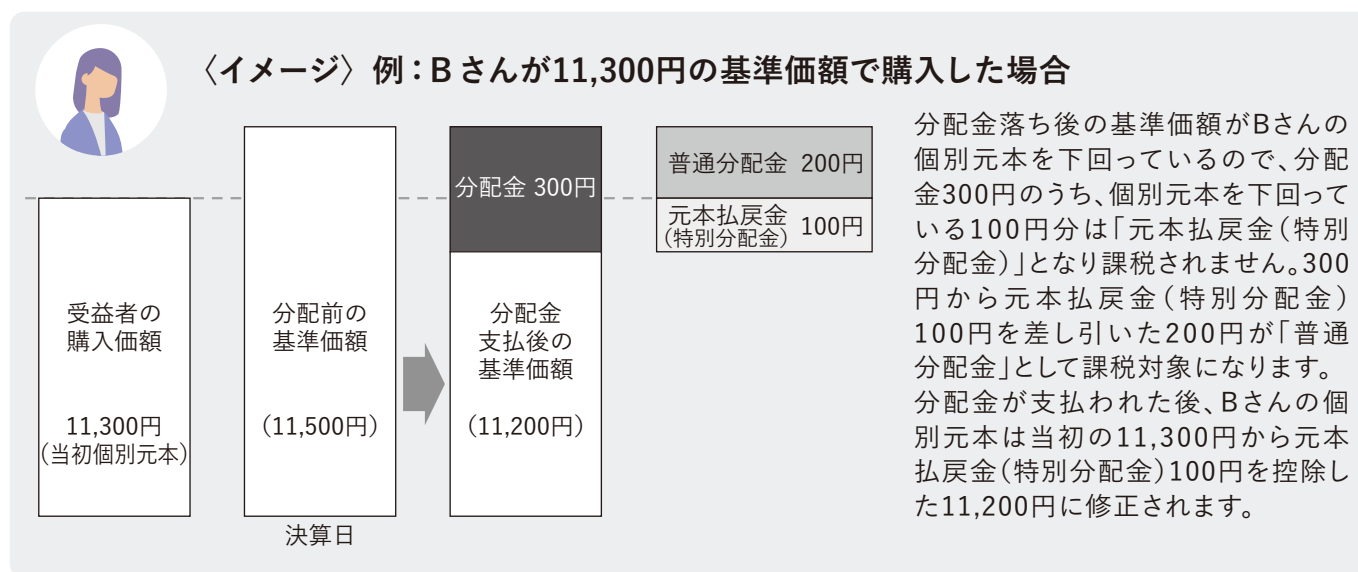 〈イメージ〉例：Bさんが11,300円の基準価額で購入した場合
受益者の
購入価額
11,300円
（当初個別元本）
分配前の
基準価額
（11,500円）
決算日
分配金 300円
分配金
支払後の
基準価額
（11,200円）
普通分配金 200円
元本払戻金
（特別分配金） 100円
分配金落ち後の基準価額がBさんの
個別元本を下回っているので、分配
金300円のうち、個別元本を下回って
いる100円分は「元本払戻金（特別
分配金）」となり課税されません。300
円から元本払戻金（特別分配金）
100円を差し引いた200円が「普通
分配金」として課税対象になります。
分配金が支払われた後、Bさんの個
別元本は当初の11,300円から元本
払戻金（特別分配金）100円を控除し
た11,200円に修正されます。